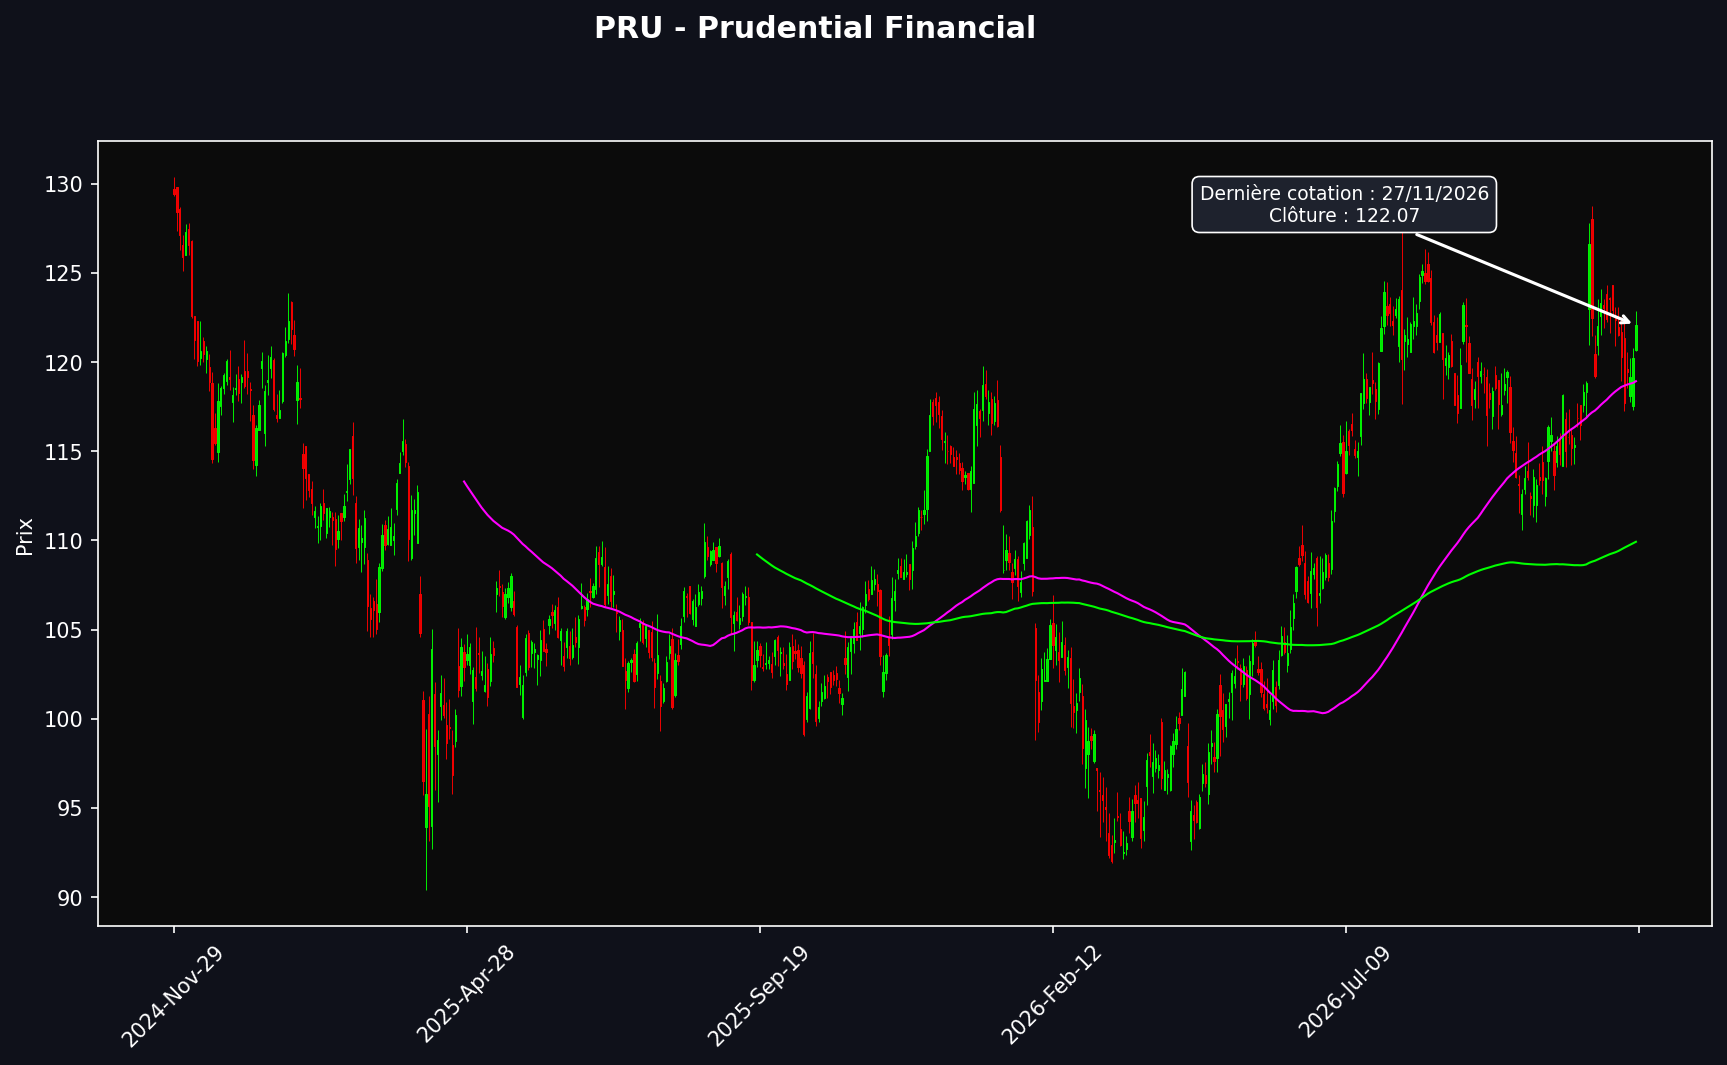 PRU - Prudential Financial
Dernière cotation : 27/11/2026
Clôture : 122.07
Prix
130
125
120
115
110
105
100
95
90
2024-Nov-29
2025-Apr-28
2025-Sep-19
2026-Feb-12
2026-Jul-09